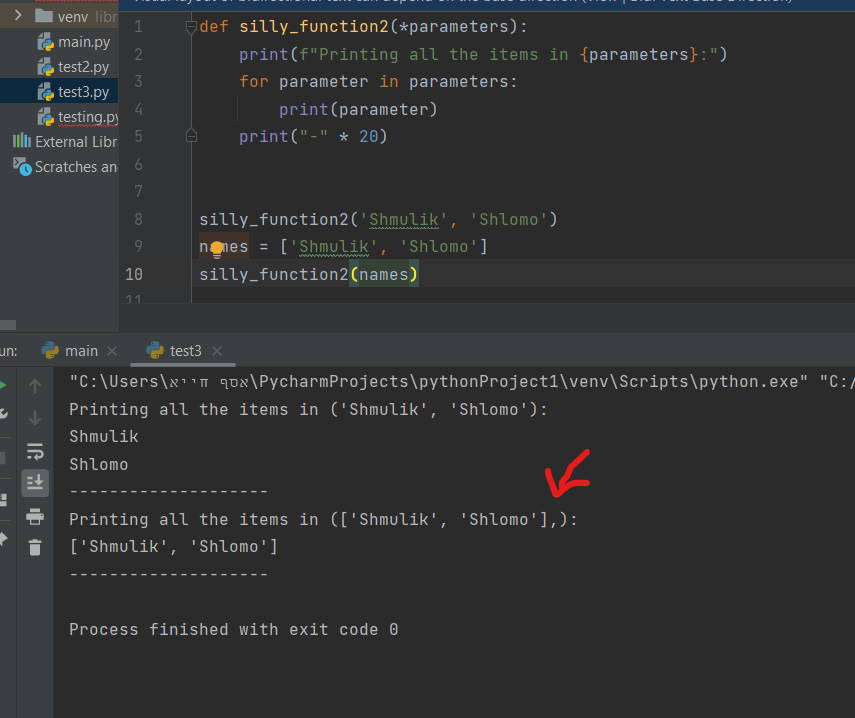 venv libr
main.py
test2.py
test3.py
testing.py
External Libr
Scratches an
1 def silly_function2(*parameters):
2 print(f"Printing all the items in {parameters}:")
3 for parameter in parameters:
4 print(parameter)
5 print("-" * 20)
6
7
8 silly_function2('Shmulik', 'Shlomo')
9 names = ['Shmulik', 'Shlomo']
10 silly_function2(names)
11
un: main × test3 ×
"C:\Users\אסף חייא\PycharmProjects\pythonProject1\venv\Scripts\python.exe" "C:/
Printing all the items in ('Shmulik', 'Shlomo'):
Shmulik
Shlomo
--------------------
Printing all the items in (['Shmulik', 'Shlomo'],):
['Shmulik', 'Shlomo']
--------------------
Process finished with exit code 0